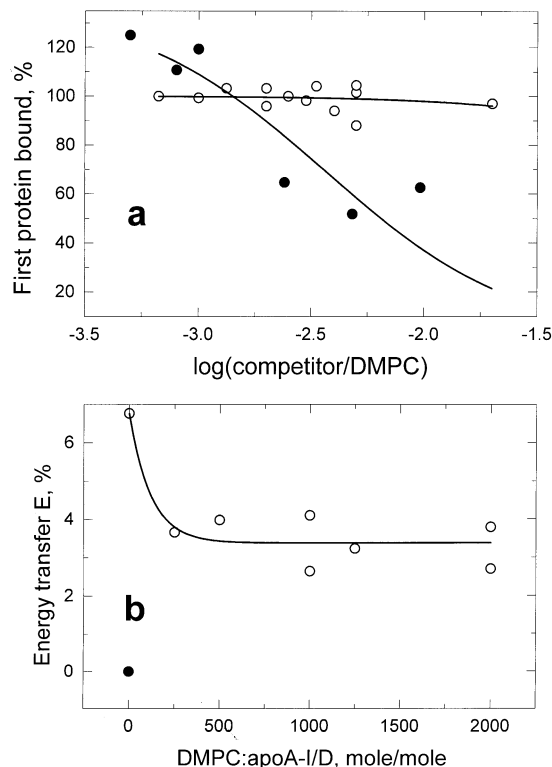 120
100
80
60
40
20
First protein bound, %
a
-3.5 -3.0 -2.5 -2.0 -1.5
log(competitor/DMPC)
6
4
2
0
Energy transfer E, %
b
0 500 1000 1500 2000
DMPC:apoA-I/D, mole/mole